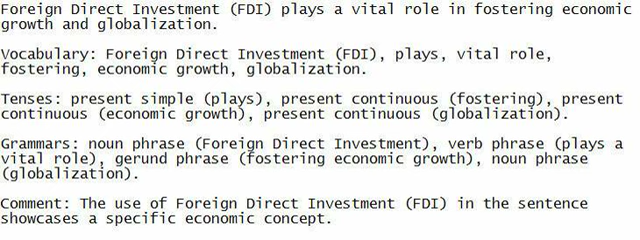 Foreign Direct Investment (FDI) plays a vital role in fostering economic
growth and globalization.
Vocabulary: Foreign Direct Investment (FDI), plays, vital role,
fostering, economic growth, globalization.
Tenses: present simple (plays), present continuous (fostering), present
continuous (economic growth), present continuous (globalization).
Grammars: noun phrase (Foreign Direct Investment), verb phrase (plays a
vital role), gerund phrase (fostering economic growth), noun phrase
(globalization).
Comment: The use of Foreign Direct Investment (FDI) in the sentence
showcases a specific economic concept.